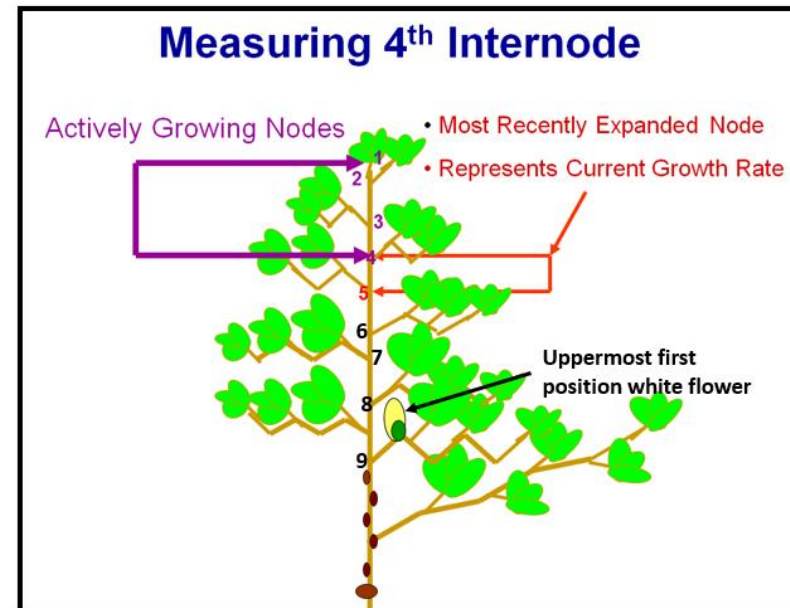 Measuring 4th Internode
Actively Growing Nodes
• Most Recently Expanded Node
• Represents Current Growth Rate
1
2
3
4
5
6
7
Uppermost first
position white flower
8
9